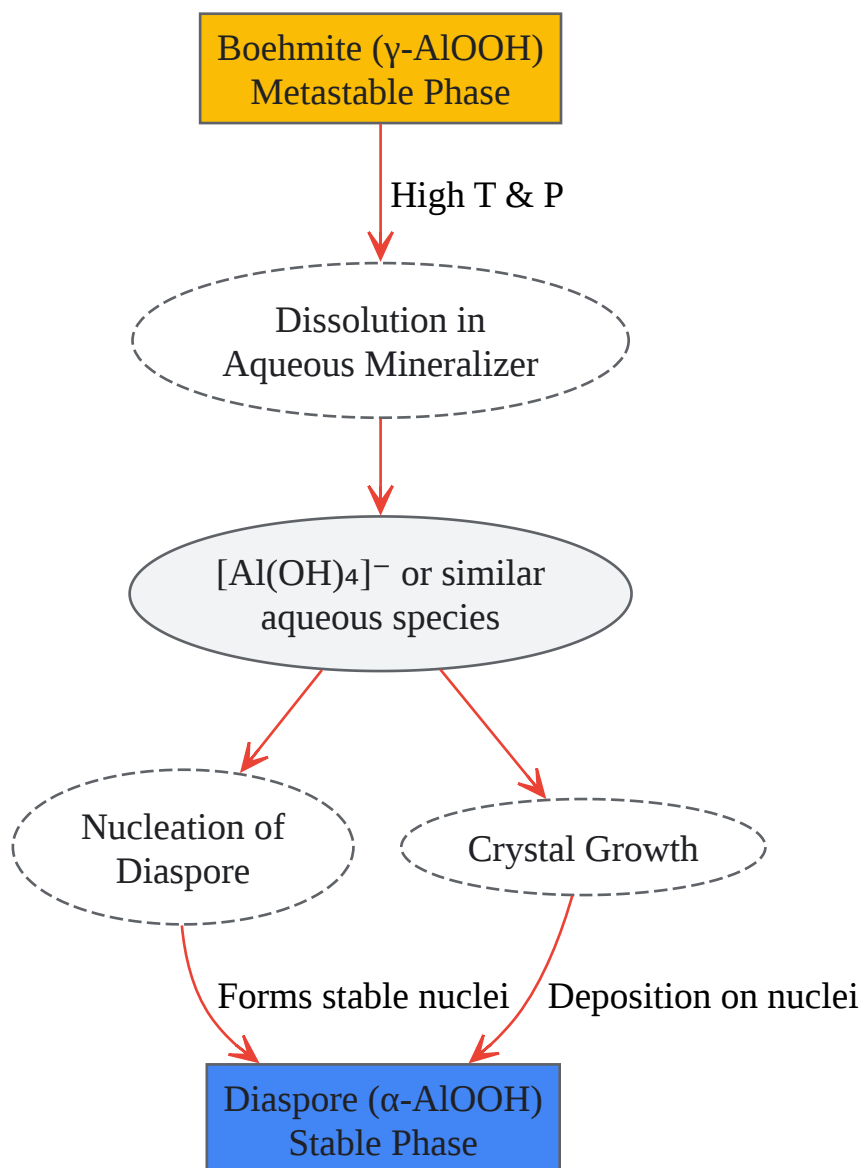 Boehmite (γ-AlOOH)
Metastable Phase
High T & P
Dissolution in
Aqueous Mineralizer
[Al(OH)₄]⁻ or similar
aqueous species
Nucleation of
Diaspore
Crystal Growth
Forms stable nuclei
Deposition on nuclei
Diaspore (α-AlOOH)
Stable Phase